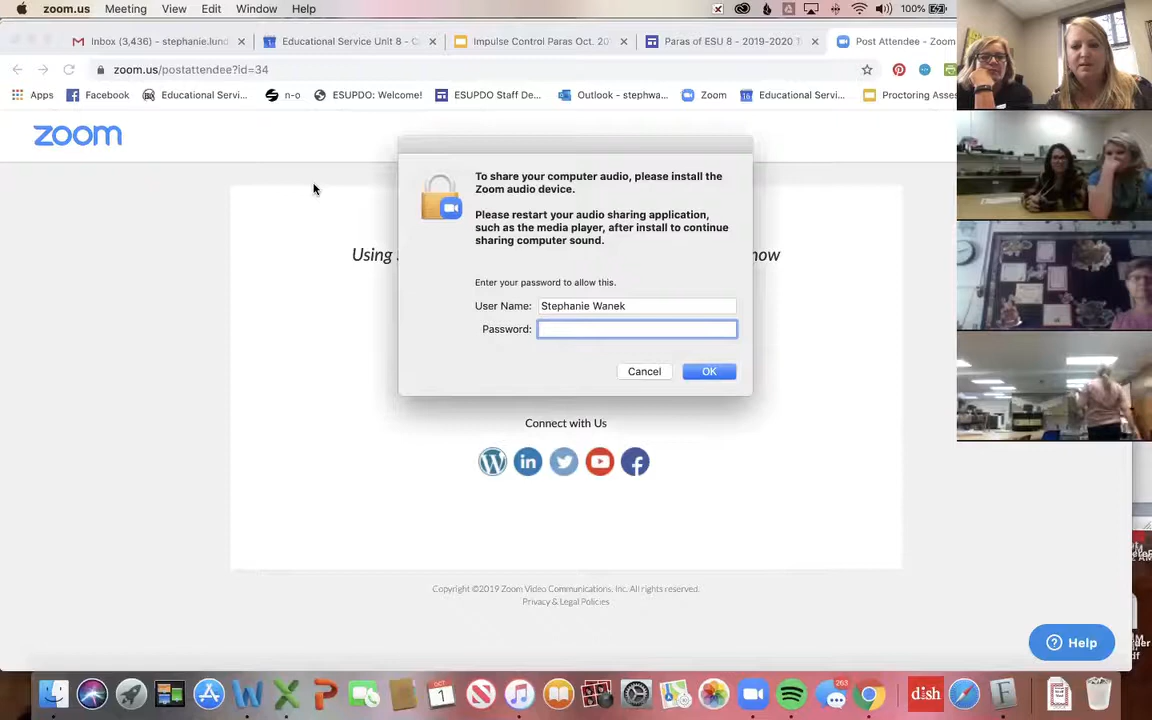 zoom.us Meeting View Edit Window Help 100%
Inbox (3,436) - stephanie.lund Educational Service Unit 8 - C Impulse Control Paras Oct. 20 Paras of ESU 8 - 2019-2020 T Post Attendee - Zoom
zoom.us/postattendee?id=34
Apps Facebook Educational Servi... n-o ESUPDO: Welcome! ESUPDO Staff De... Outlook - stephwa... Zoom Educational Servi... Proctoring Asses
zoom
To share your computer audio, please install the
Zoom audio device.
Please restart your audio sharing application,
such as the media player, after install to continue
sharing computer sound.
Using
now
Enter your password to allow this.
User Name: Stephanie Wanek
Password:
Cancel OK
Connect with Us
Copyright ©2019 Zoom Video Communications, Inc. All rights reserved.
Privacy & Legal Policies
Help
OCT
1
263
dish